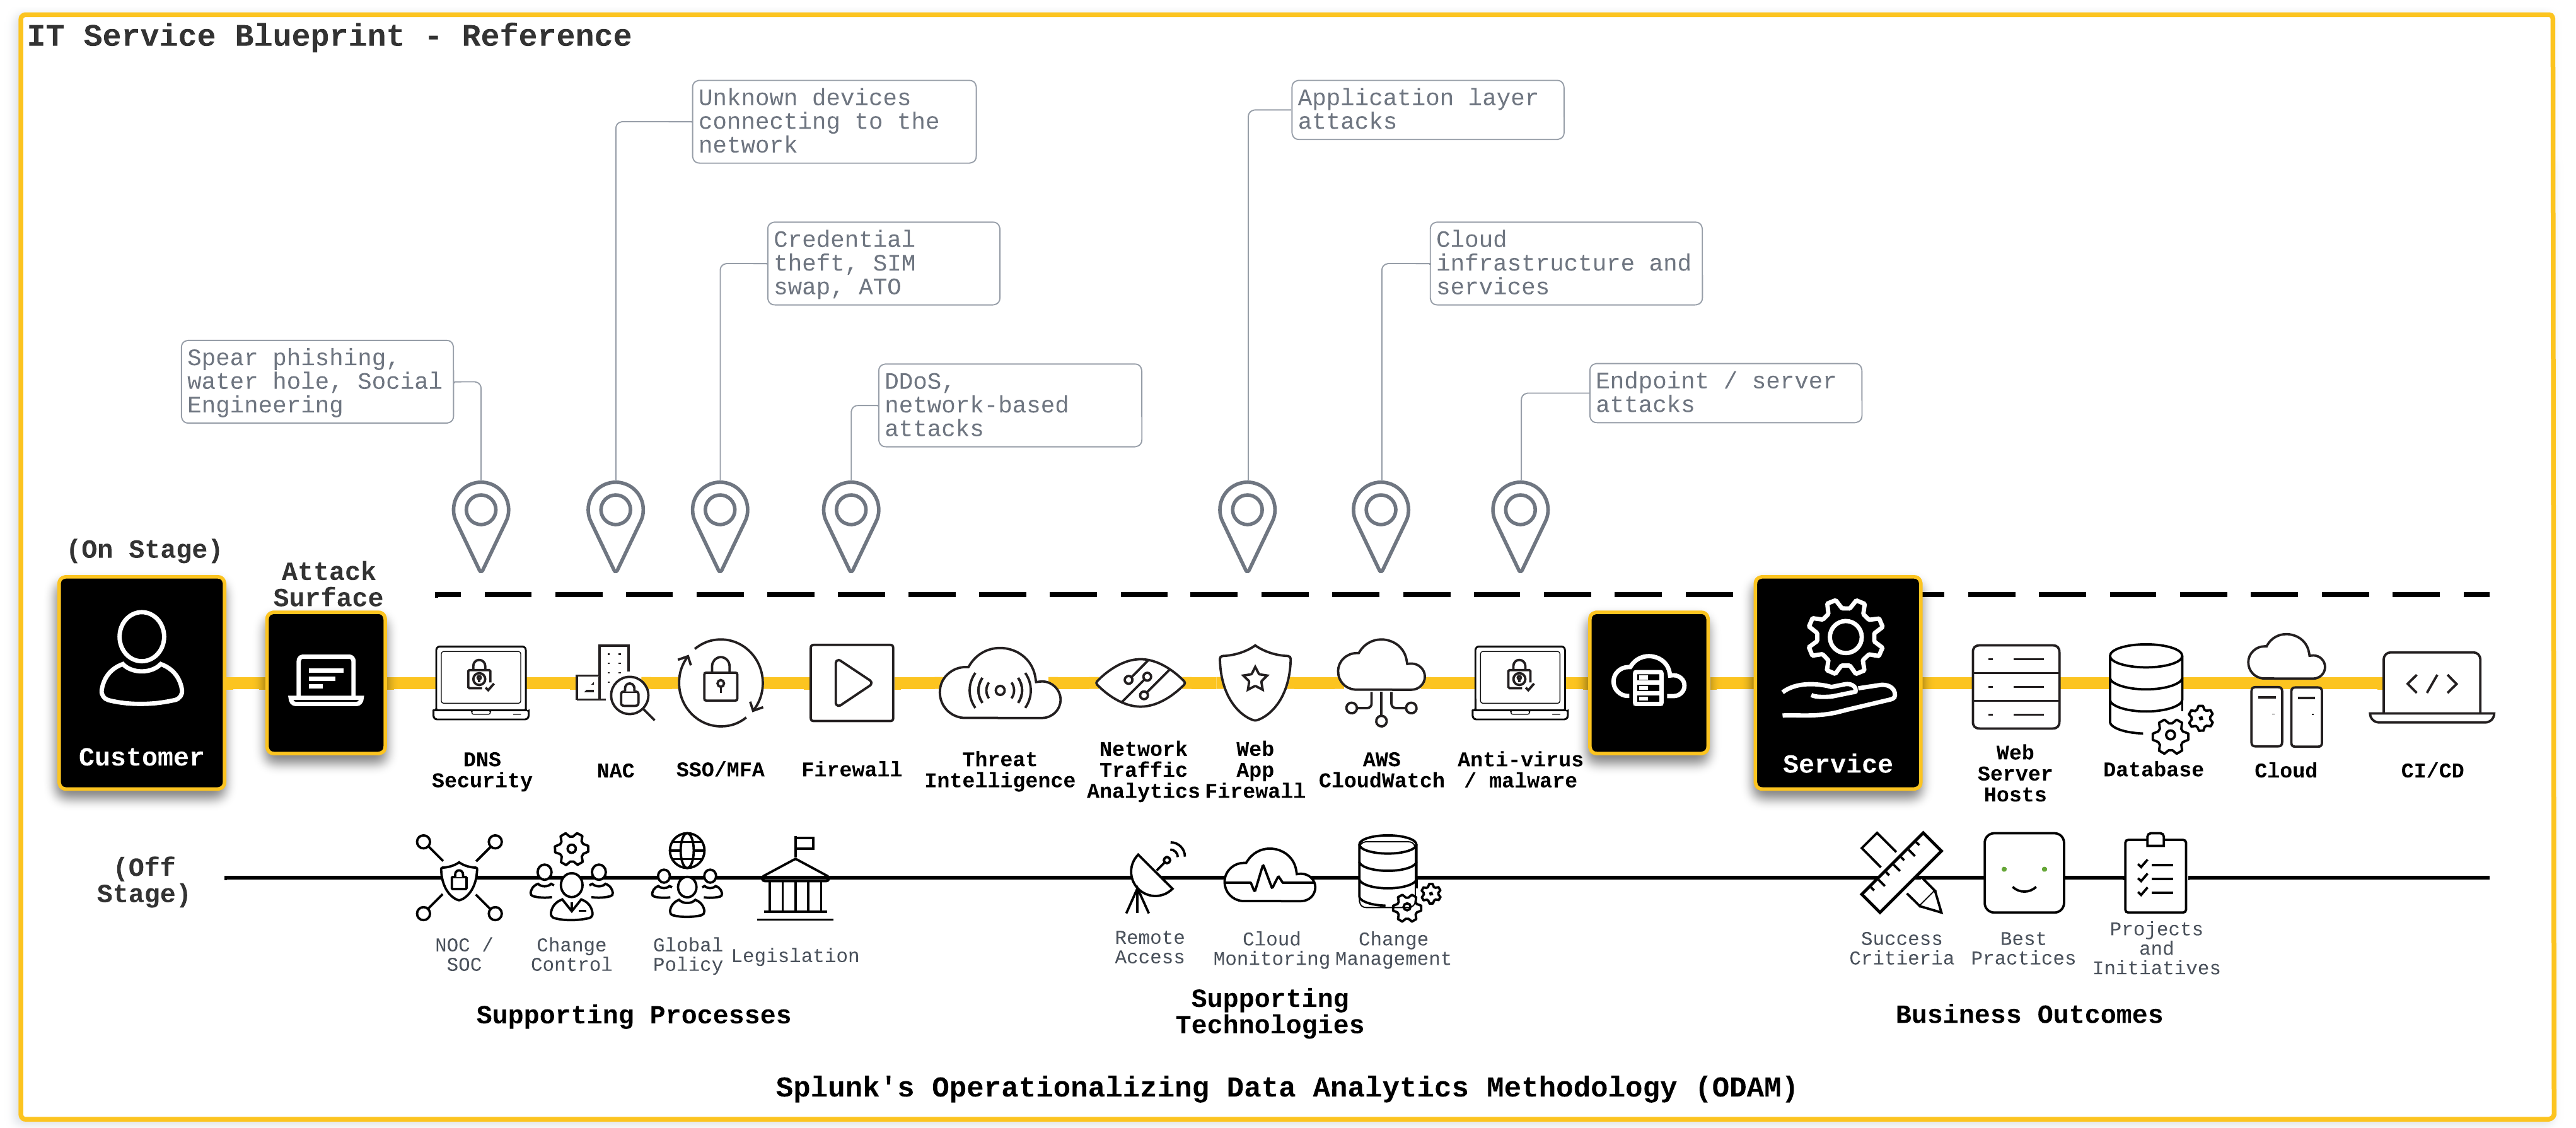 IT Service Blueprint - Reference
Unknown devices
connecting to the
network
Application layer
attacks
Credential
theft, SIM
swap, ATO
Cloud
infrastructure and
services
Spear phishing,
water hole, Social
Engineering
DDoS,
network-based
attacks
Endpoint / server
attacks
(On Stage)
Attack
Surface
Customer
DNS
Security
NAC
SSO/MFA
Firewall
Threat
Intelligence
Network
Traffic
Analytics
Web
App
Firewall
AWS
CloudWatch
Anti-virus
/ malware
Service
Web
Server
Hosts
Database
Cloud
</>
CI/CD
(Off
Stage)
NOC /
SOC
Change
Control
Global
Policy
Legislation
Remote
Access
Cloud
Monitoring
Change
Management
Success
Critieria
Best
Practices
Projects
and
Initiatives
Supporting Processes
Supporting
Technologies
Business Outcomes
Splunk's Operationalizing Data Analytics Methodology (ODAM)